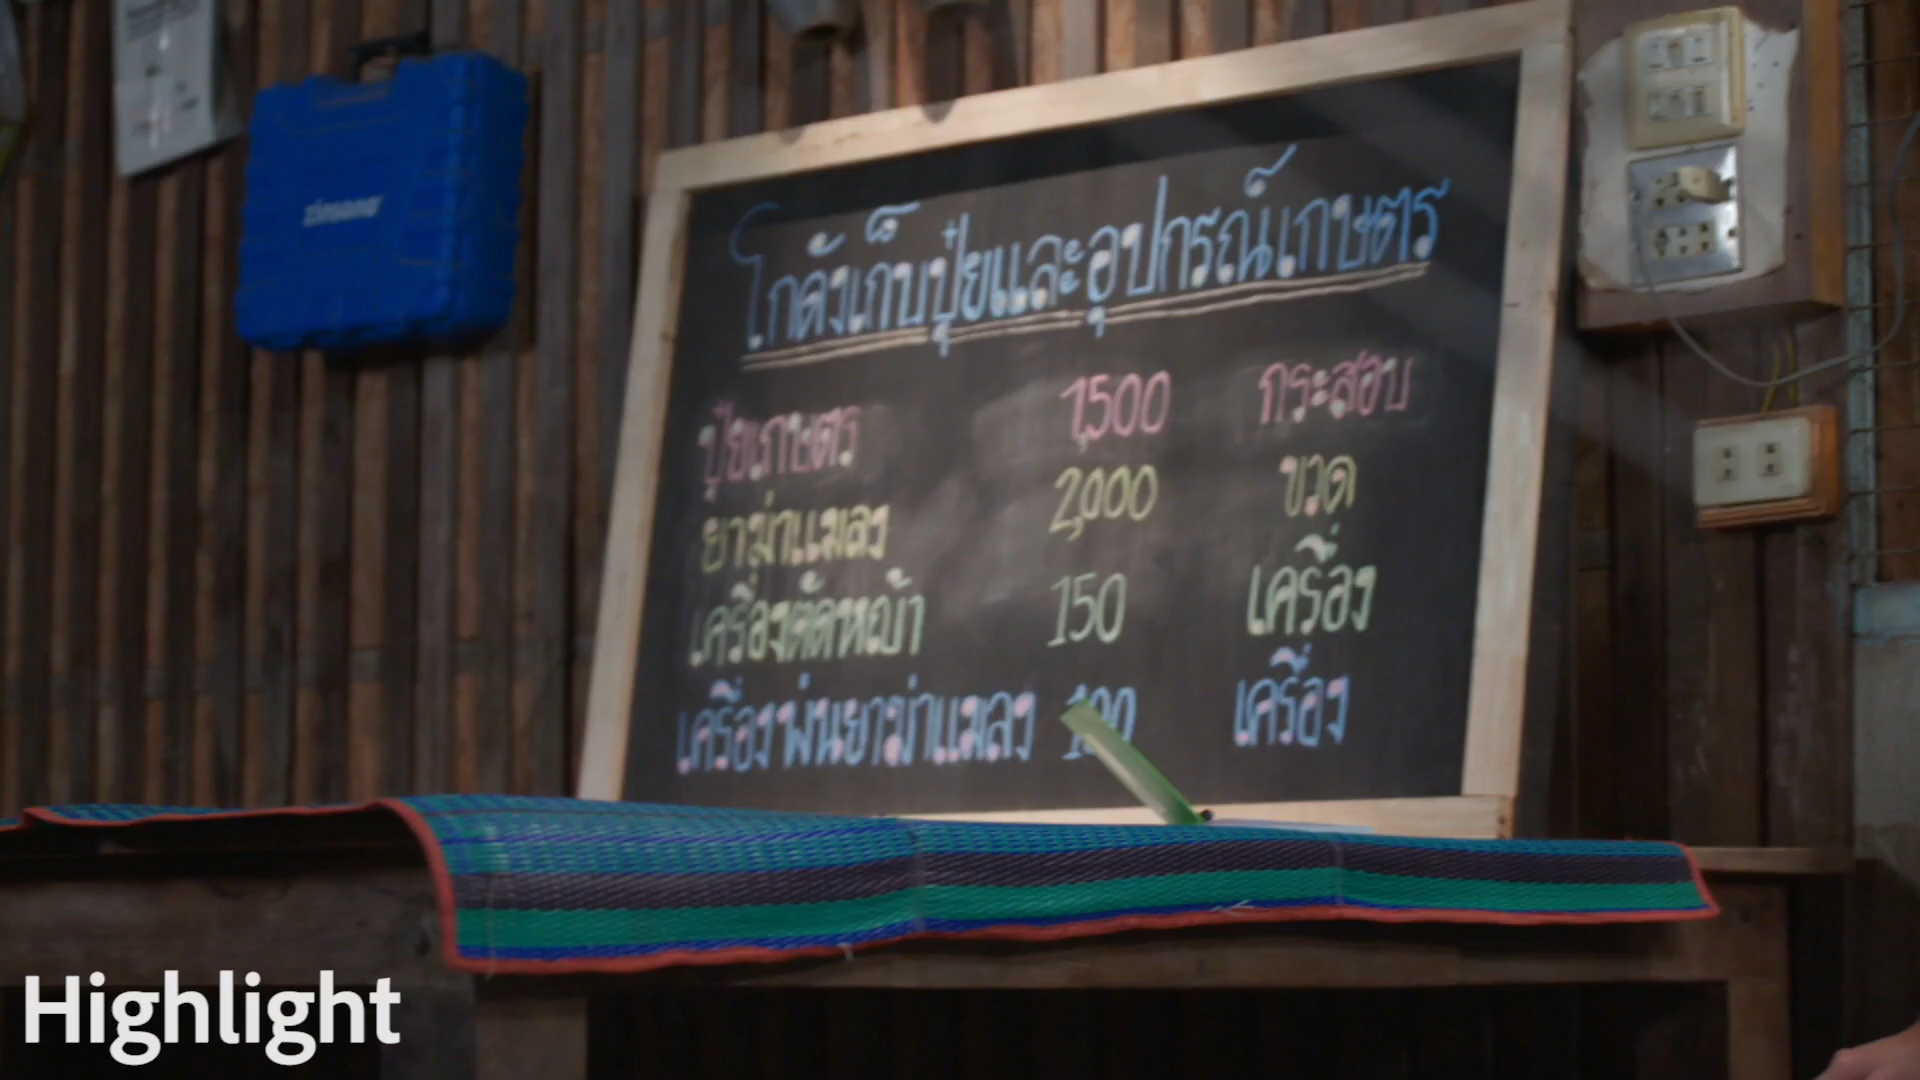 โกดังเก็บปุ๋ยและอุปกรณ์เกษตร
ปุ๋ยเกษตร 1,500 กระสอบ
ยาฆ่าแมลง 2,000 ขวด
เครื่องตัดหญ้า 150 เครื่อง
เครื่องพ่นยาฆ่าแมลง 100 เครื่อง
Highlight